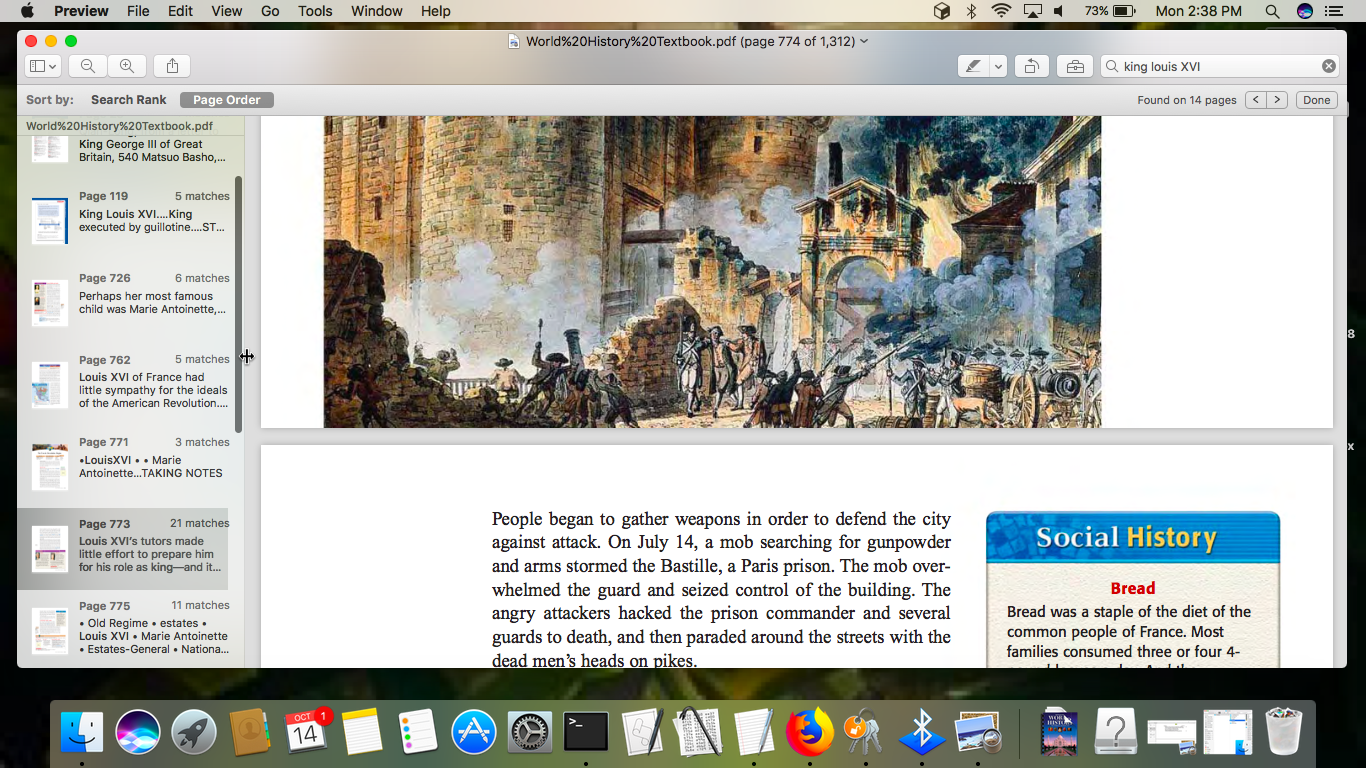 Preview File Edit View Go Tools Window Help 73% Mon 2:38 PM
World%20History%20Textbook.pdf (page 774 of 1,312)
king louis XVI
Sort by: Search Rank Page Order Found on 14 pages < > Done
World%20History%20Textbook.pdf
King George III of Great
Britain, 540 Matsuo Basho,...
Page 119 5 matches
King Louis XVI....King
executed by guillotine....ST...
Page 726 6 matches
Perhaps her most famous
child was Marie Antoinette,...
Page 762 5 matches
Louis XVI of France had
little sympathy for the ideals
of the American Revolution....
Page 771 3 matches
•LouisXVI • • Marie
Antoinette...TAKING NOTES
Page 773 21 matches
Louis XVI's tutors made
little effort to prepare him
for his role as king—and it...
Page 775 11 matches
• Old Regime • estates •
Louis XVI • Marie Antoinette
• Estates-General • Nationa...
People began to gather weapons in order to defend the city
against attack. On July 14, a mob searching for gunpowder
and arms stormed the Bastille, a Paris prison. The mob over-
whelmed the guard and seized control of the building. The
angry attackers hacked the prison commander and several
guards to death, and then paraded around the streets with the
dead men's heads on pikes.
Social History
Bread
Bread was a staple of the diet of the
common people of France. Most
families consumed three or four 4-
8
x
OCT 1
14
>_
?